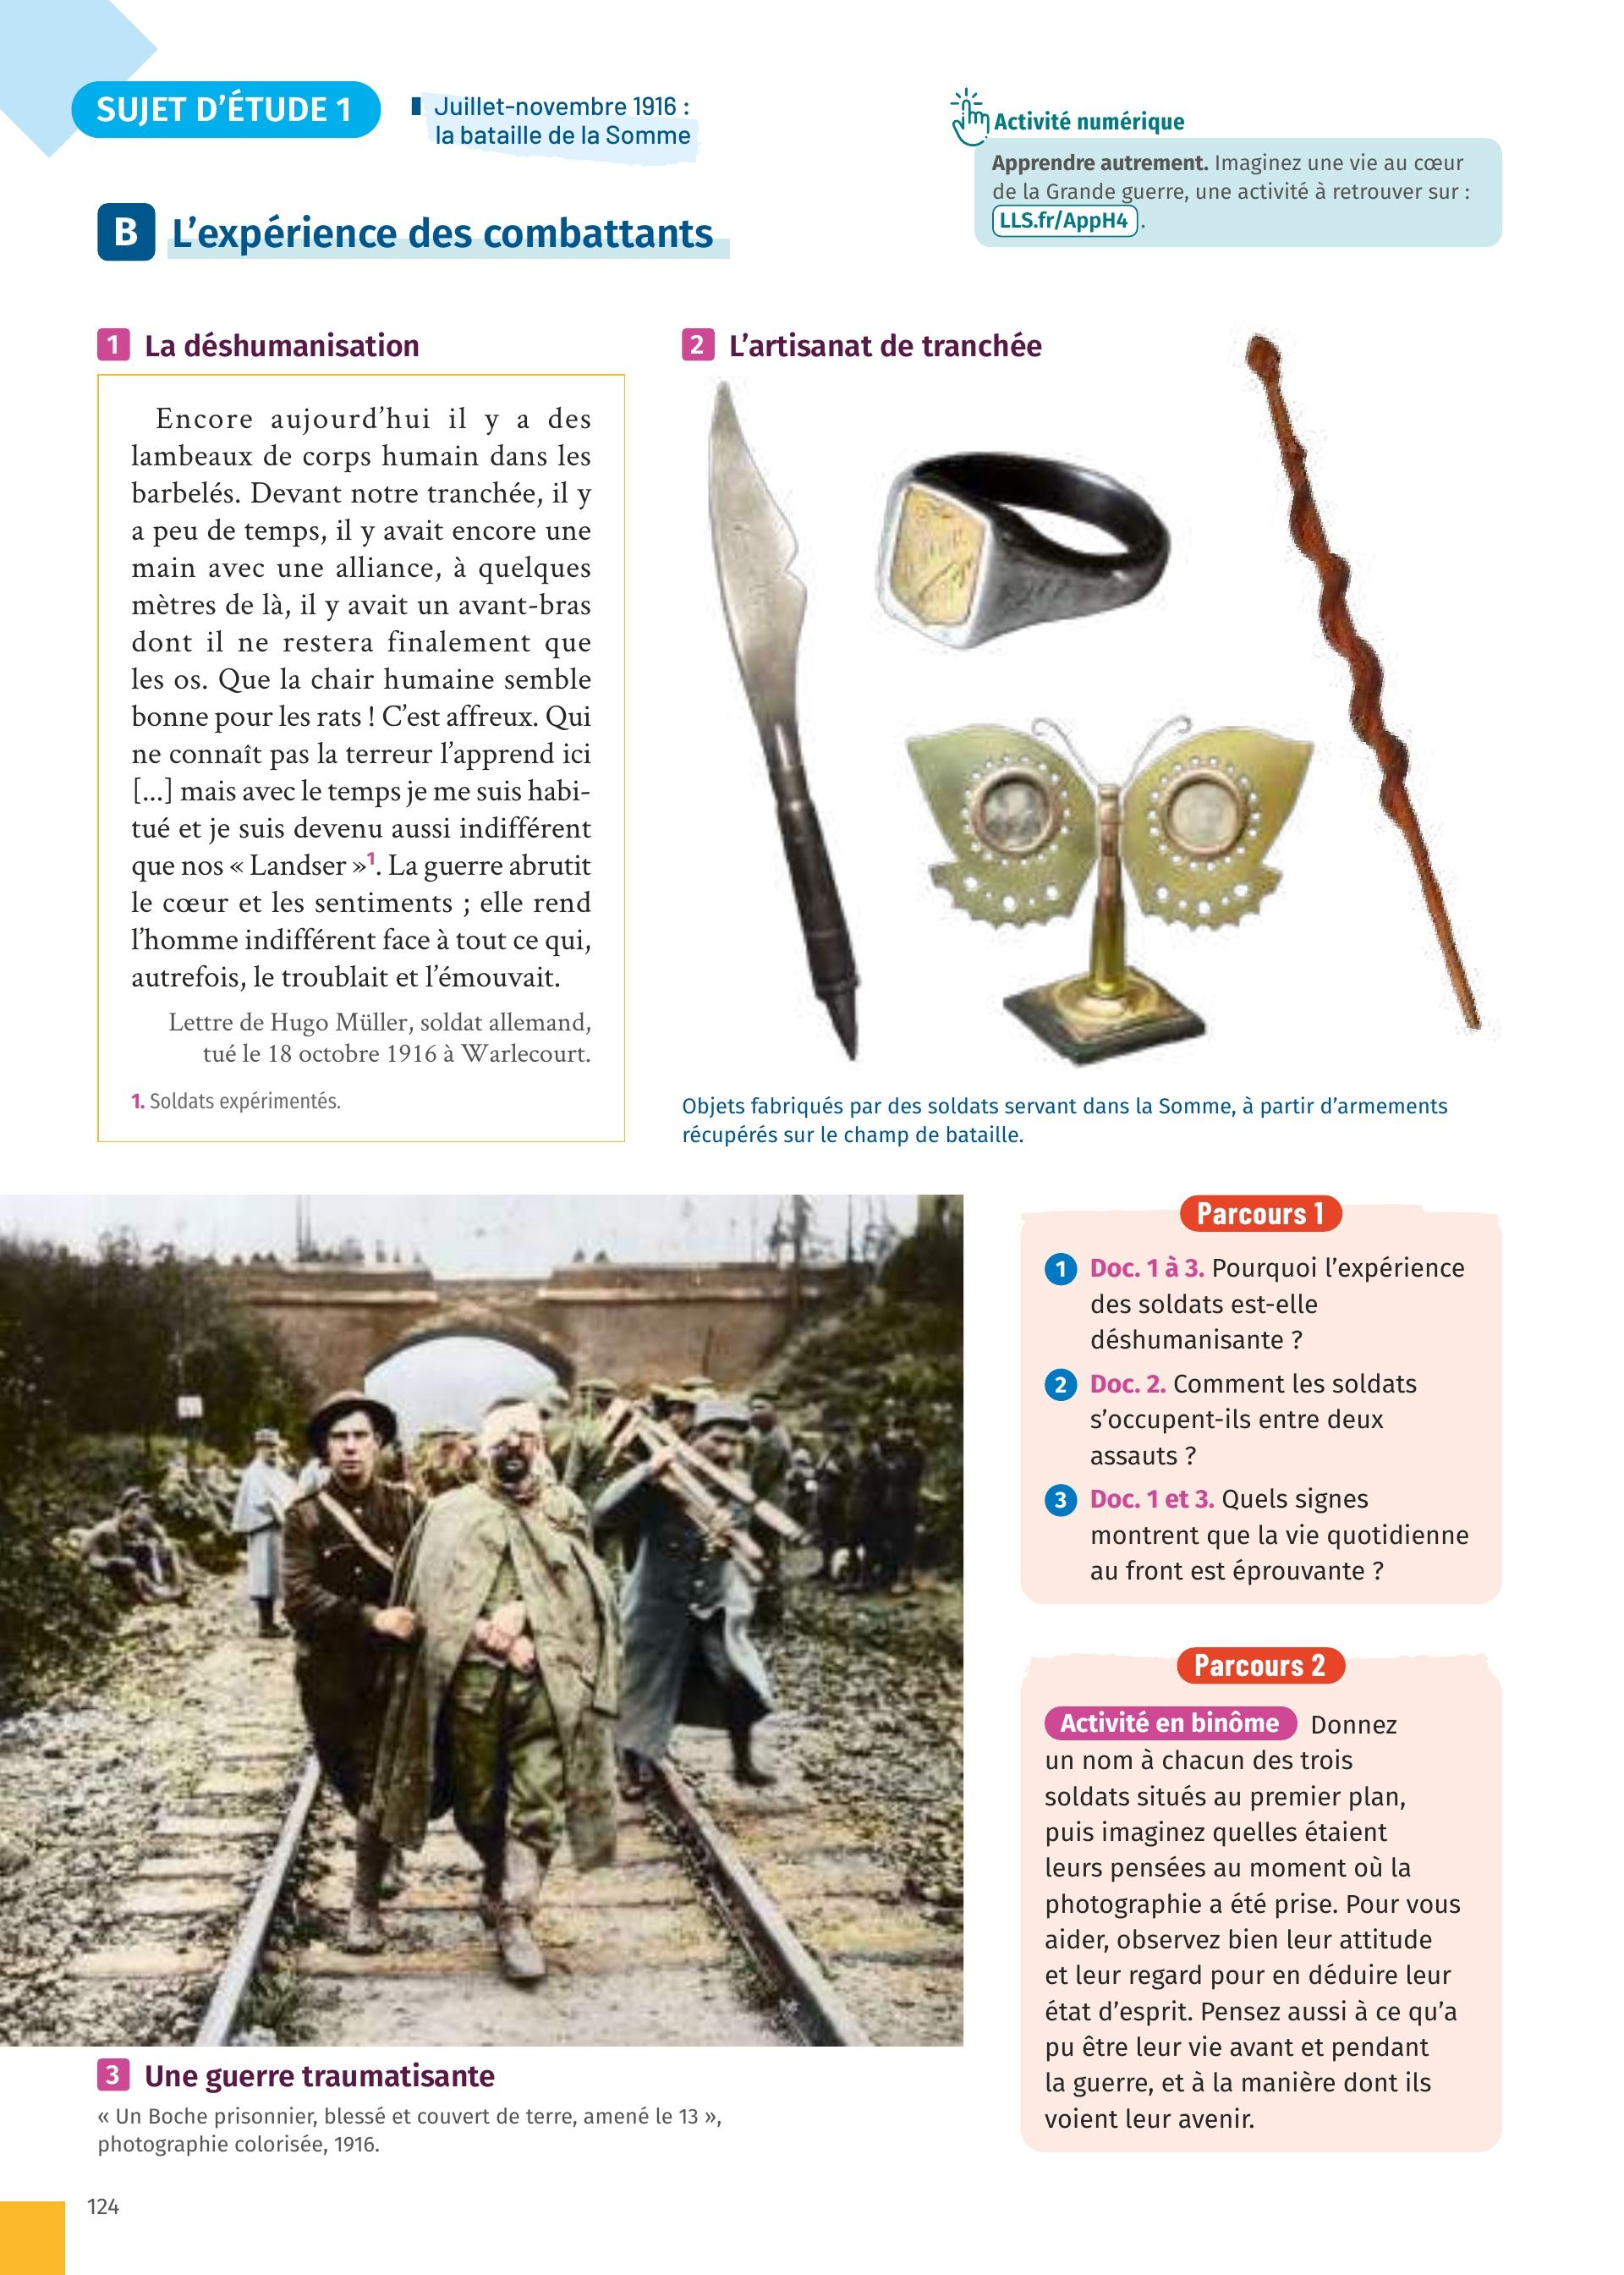 SUJET D'ÉTUDE 1
Juillet-novembre 1916 :
la bataille de la Somme
Activité numérique
Apprendre autrement. Imaginez une vie au cœur
de la Grande guerre, une activité à retrouver sur :
LLS.fr/AppH4.
B L'expérience des combattants
1 La déshumanisation
Encore aujourd'hui il y a des
lambeaux de corps humain dans les
barbelés. Devant notre tranchée, il y
a peu de temps, il y avait encore une
main avec une alliance, à quelques
mètres de là, il y avait un avant-bras
dont il ne restera finalement que
les os. Que la chair humaine semble
bonne pour les rats ! C'est affreux. Qui
ne connaît pas la terreur l'apprend ici
[...] mais avec le temps je me suis habi-
tué et je suis devenu aussi indifférent
que nos « Landser »1. La guerre abrutit
le cœur et les sentiments ; elle rend
l'homme indifférent face à tout ce qui,
autrefois, le troublait et l'émouvait.
Lettre de Hugo Müller, soldat allemand,
tué le 18 octobre 1916 à Warlecourt.
1. Soldats expérimentés.
2 L'artisanat de tranchée
Objets fabriqués par des soldats servant dans la Somme, à partir d'armements
récupérés sur le champ de bataille.
3 Une guerre traumatisante
« Un Boche prisonnier, blessé et couvert de terre, amené le 13 »,
photographie colorisée, 1916.
Parcours 1
1 Doc. 1 à 3. Pourquoi l'expérience
des soldats est-elle
déshumanisante ?
2 Doc. 2. Comment les soldats
s'occupent-ils entre deux
assauts ?
3 Doc. 1 et 3. Quels signes
montrent que la vie quotidienne
au front est éprouvante ?
Parcours 2
Activité en binôme Donnez
un nom à chacun des trois
soldats situés au premier plan,
puis imaginez quelles étaient
leurs pensées au moment où la
photographie a été prise. Pour vous
aider, observez bien leur attitude
et leur regard pour en déduire leur
état d'esprit. Pensez aussi à ce qu'a
pu être leur vie avant et pendant
la guerre, et à la manière dont ils
voient leur avenir.
124